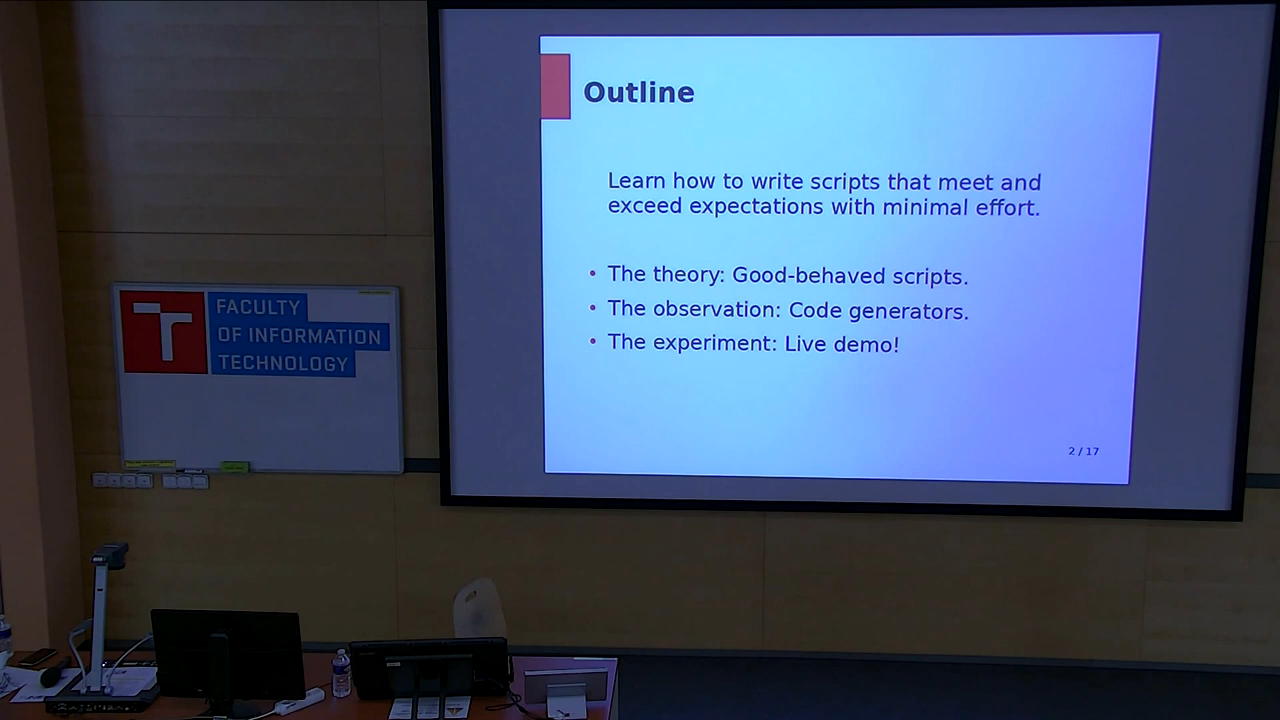 Outline
Learn how to write scripts that meet and
exceed expectations with minimal effort.
• The theory: Good-behaved scripts.
• The observation: Code generators.
• The experiment: Live demo!
2 / 17
FACULTY
OF INFORMATION
TECHNOLOGY